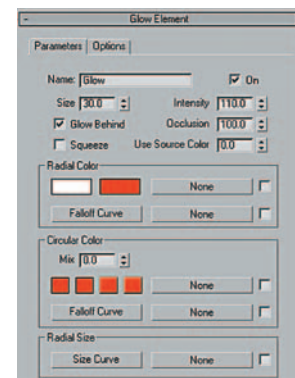 - Glow Element
Parameters Options
Name: Glow On
Size 30.0 Intensity 110.0
Glow Behind Occlusion 100.0
Squeeze Use Source Color 0.0
Radial Color
None
Falloff Curve None
Circular Color
Mix 0.0
None
Falloff Curve None
Radial Size
Size Curve None